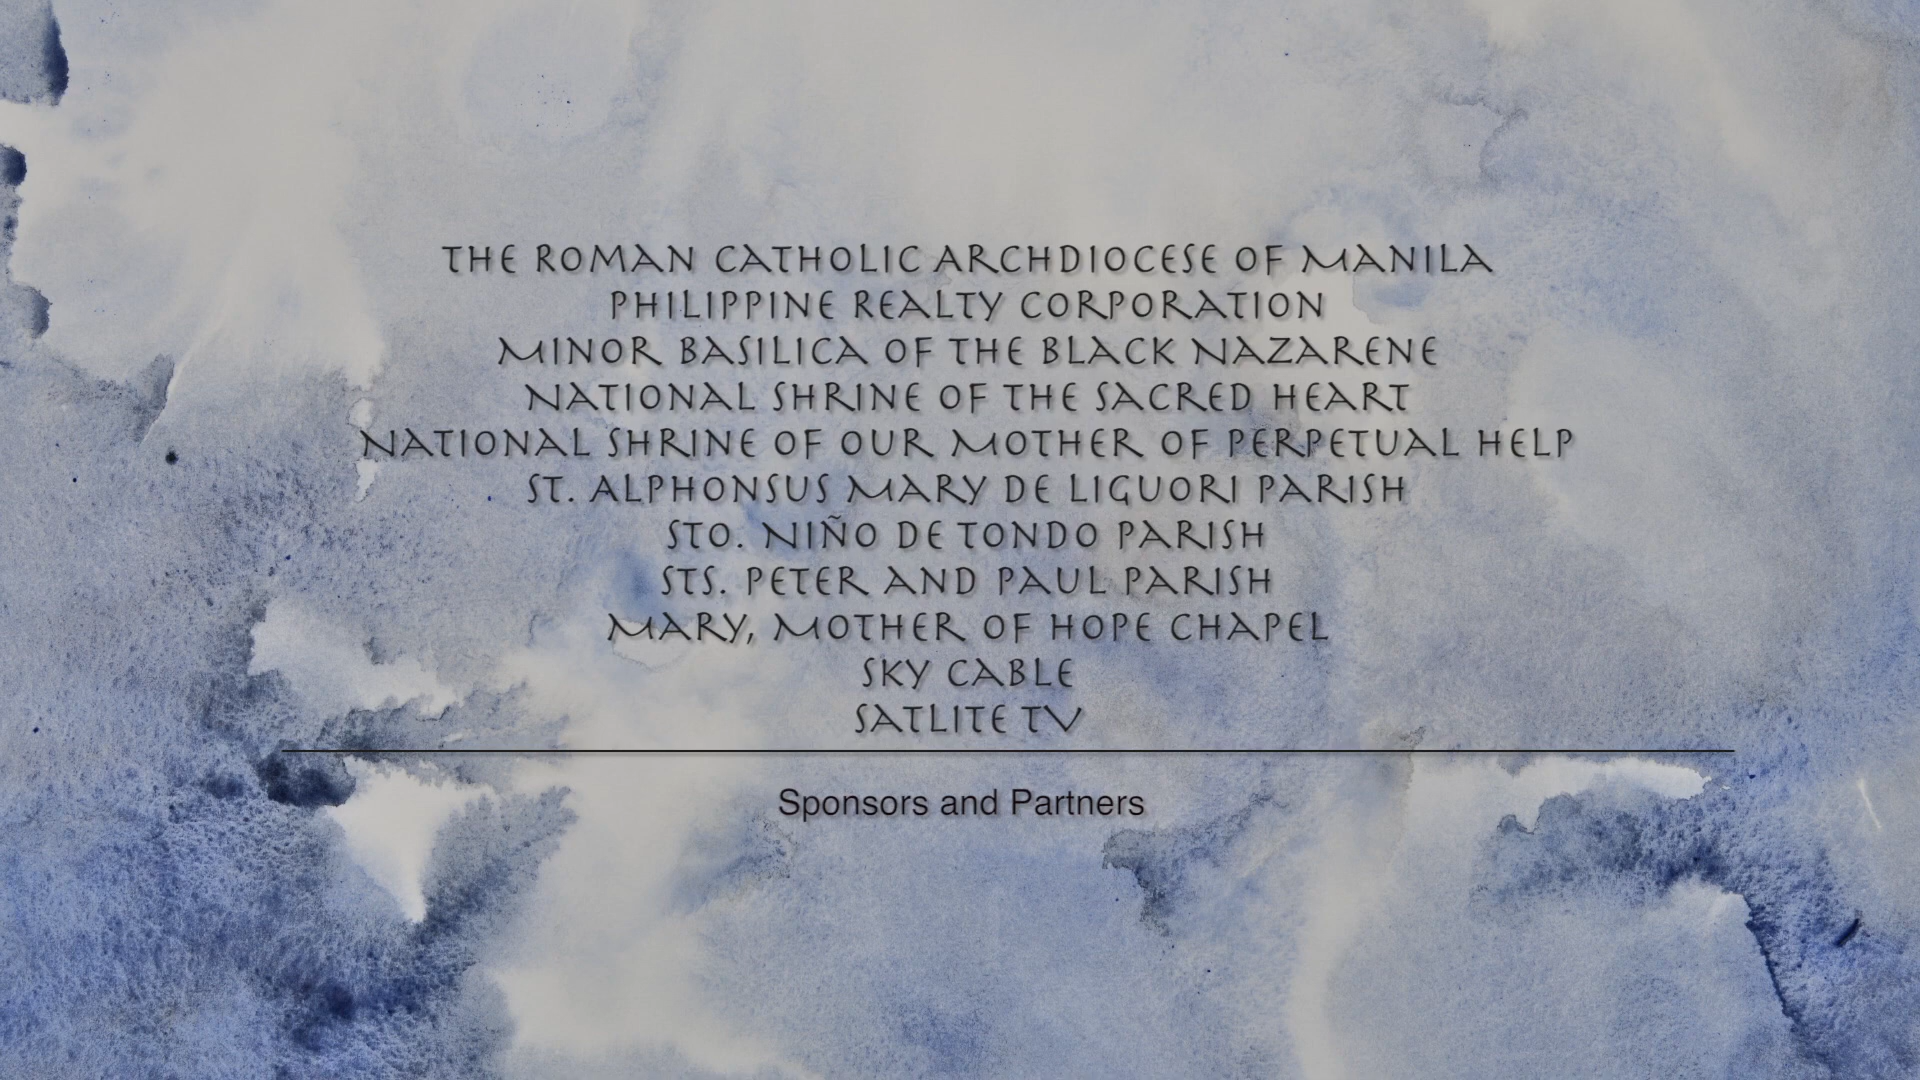 THE ROMAN CATHOLIC ARCHDIOCESE OF MANILA
PHILIPPINE REALTY CORPORATION
MINOR BASILICA OF THE BLACK NAZARENE
NATIONAL SHRINE OF THE SACRED HEART
NATIONAL SHRINE OF OUR MOTHER OF PERPETUAL HELP
ST. ALPHONSUS MARY DE LIGUORI PARISH
STO. NIÑO DE TONDO PARISH
STS. PETER AND PAUL PARISH
MARY, MOTHER OF HOPE CHAPEL
SKY CABLE
SATLITE TV
Sponsors and Partners